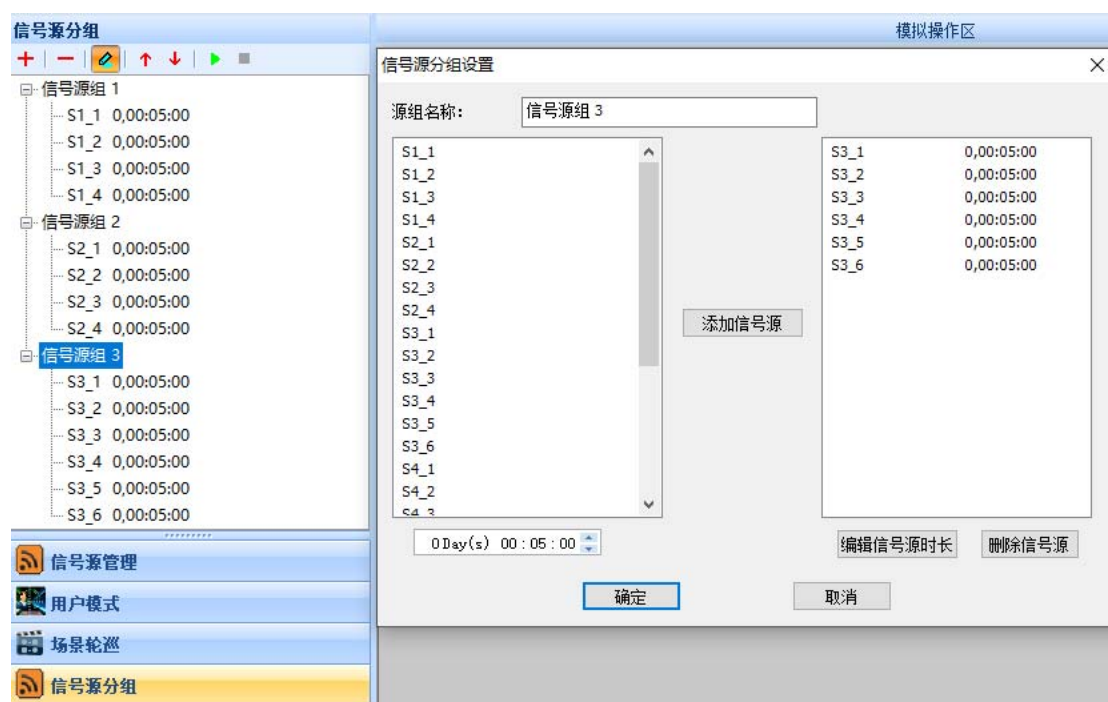 信号源分组
模拟操作区
信号源组 1
S1_1 0,00:05:00
S1_2 0,00:05:00
S1_3 0,00:05:00
S1_4 0,00:05:00
信号源组 2
S2_1 0,00:05:00
S2_2 0,00:05:00
S2_3 0,00:05:00
S2_4 0,00:05:00
信号源组 3
S3_1 0,00:05:00
S3_2 0,00:05:00
S3_3 0,00:05:00
S3_4 0,00:05:00
S3_5 0,00:05:00
S3_6 0,00:05:00
信号源管理
用户模式
场景轮巡
信号源分组
信号源分组设置
源组名称: 信号源组 3
S1_1
S1_2
S1_3
S1_4
S2_1
S2_2
S2_3
S2_4
S3_1
S3_2
S3_3
S3_4
S3_5
S3_6
S4_1
S4_2
S4_3
0Day(s) 00:05:00
添加信号源
S3_1 0,00:05:00
S3_2 0,00:05:00
S3_3 0,00:05:00
S3_4 0,00:05:00
S3_5 0,00:05:00
S3_6 0,00:05:00
编辑信号源时长 删除信号源
确定 取消